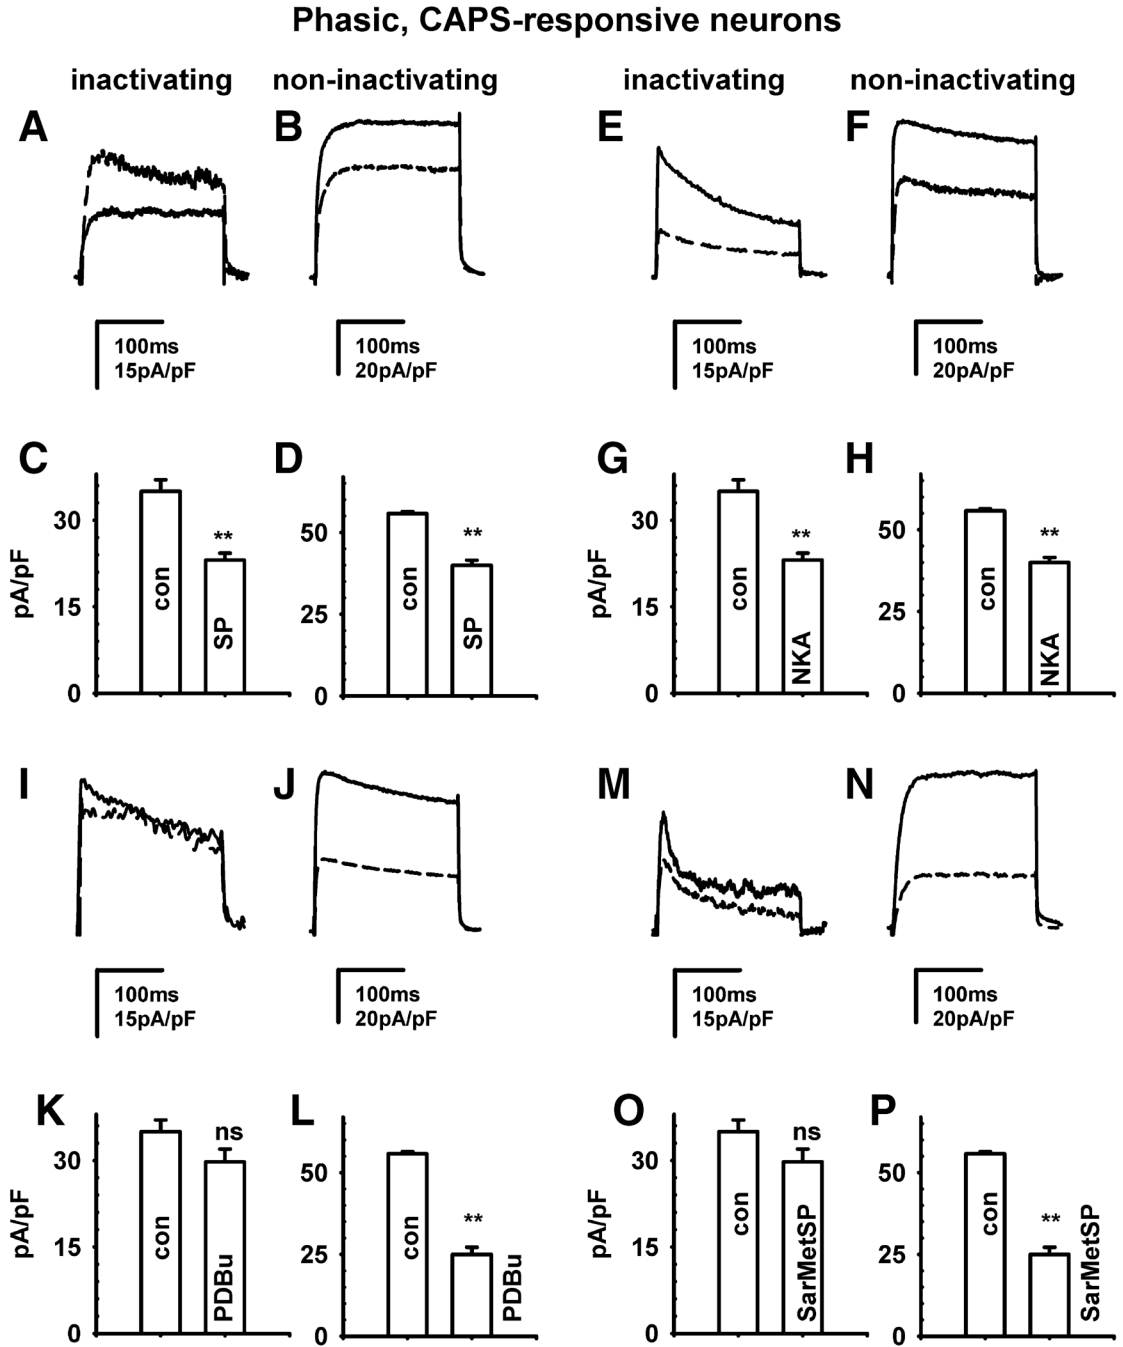 Phasic, CAPS-responsive neurons
inactivating non-inactivating inactivating non-inactivating
A B E F
100ms 100ms 100ms 100ms
15pA/pF 20pA/pF 15pA/pF 20pA/pF
C D G H
pA/pF 30 15 0 con ** SP
50 25 0 con ** SP
pA/pF 30 15 0 con ** NKA
50 25 0 con ** NKA
I J M N
100ms 100ms 100ms 100ms
15pA/pF 20pA/pF 15pA/pF 20pA/pF
K L O P
pA/pF 30 15 0 con ns PDBu
50 25 0 con ** PDBu
pA/pF 30 15 0 con ns SarMetSP
50 25 0 con ** SarMetSP